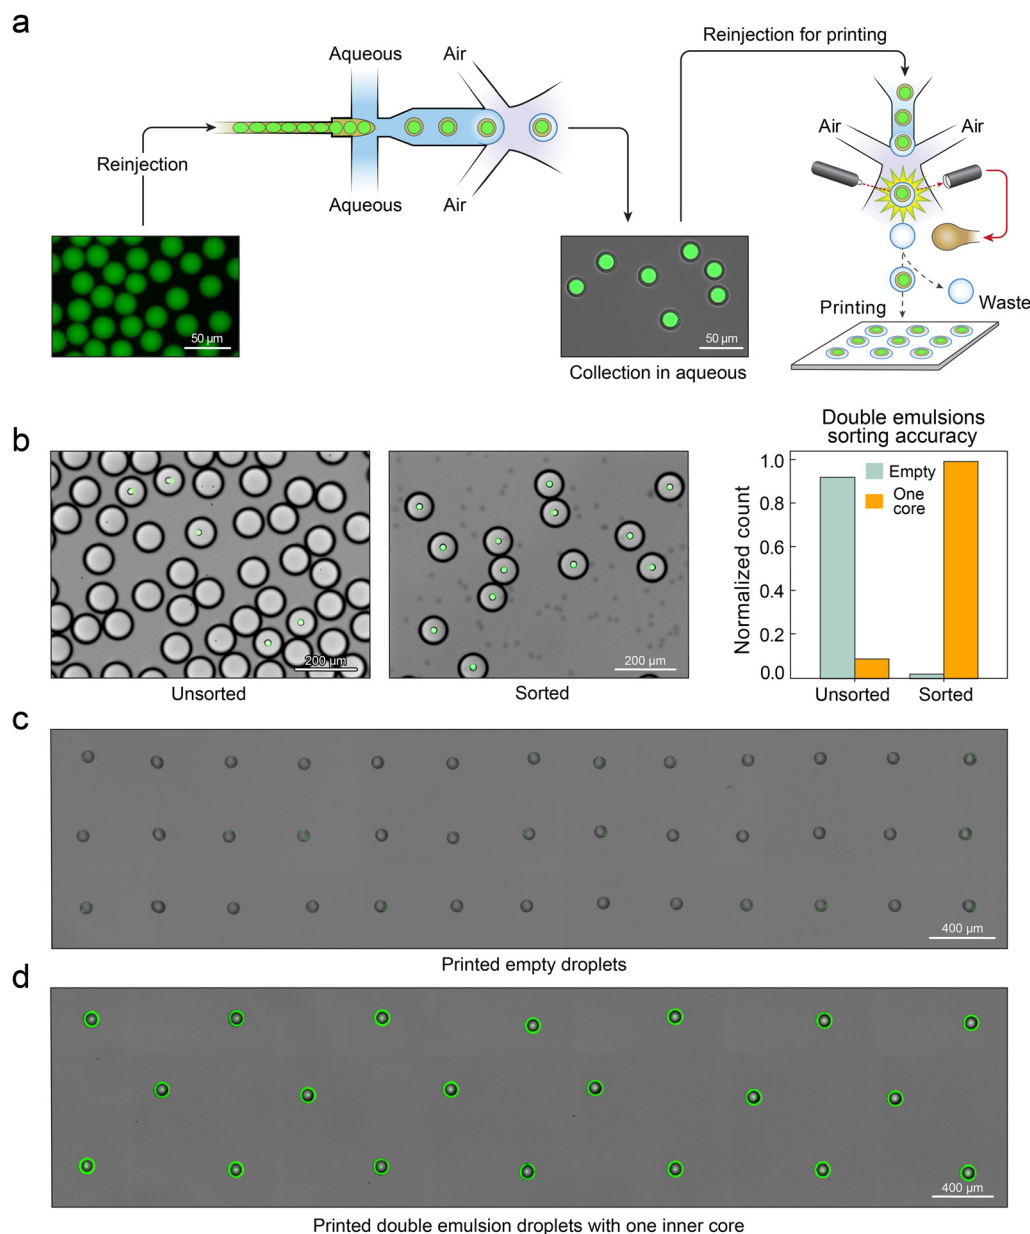 a
Reinjection for printing
Aqueous
Air
Air
Air
Reinjection
Aqueous
Air
50 µm
50 µm
Collection in aqueous
Printing
Waste
b
Double emulsions
sorting accuracy
200 µm
Unsorted
200 µm
Sorted
Normalized count
1.0
0.8
0.6
0.4
0.2
0.0
Empty
One
core
Unsorted
Sorted
c
400 µm
Printed empty droplets
d
400 µm
Printed double emulsion droplets with one inner core